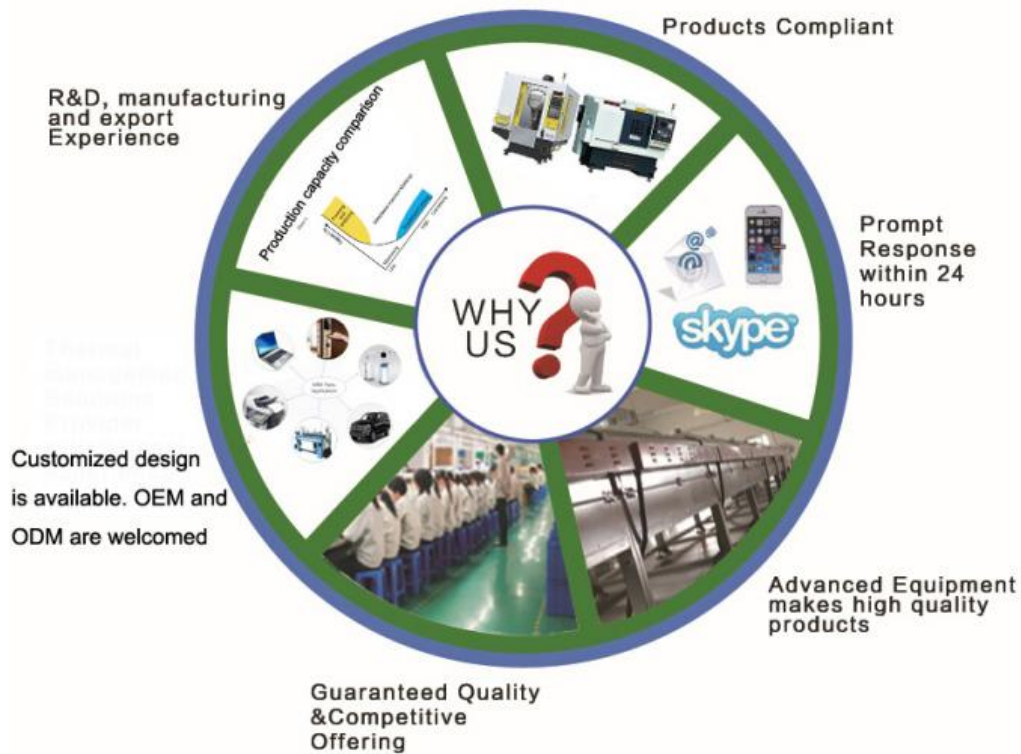 Products Compliant
R&D, manufacturing
and export
Experience
Production capacity comparison
Prompt
Response
within 24
hours
skype
WHY
US
Customized design
is available. OEM and
ODM are welcomed
Advanced Equipment
makes high quality
products
Guaranteed Quality
&Competitive
Offering